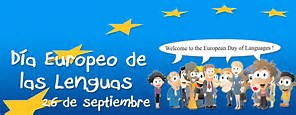 Día Europeo de
las Lenguas
26 de septiembre
Welcome to the European Day of Languages !